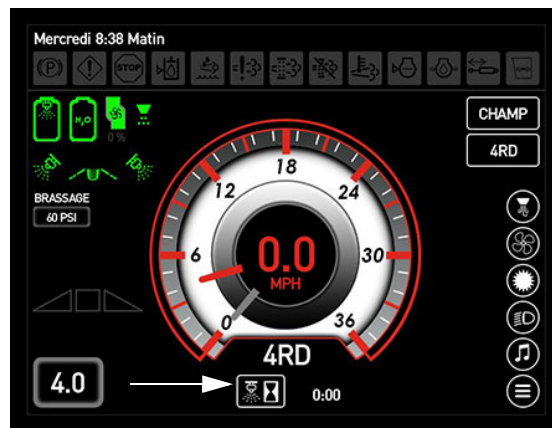 Mercredi 8:38 Matin
(P)
STOP
H₂O
0 %
CHAMP
4RD
BRASSAGE
60 PSI
0
6
12
18
24
30
36
0.0
MPH
4RD
4.0
0:00